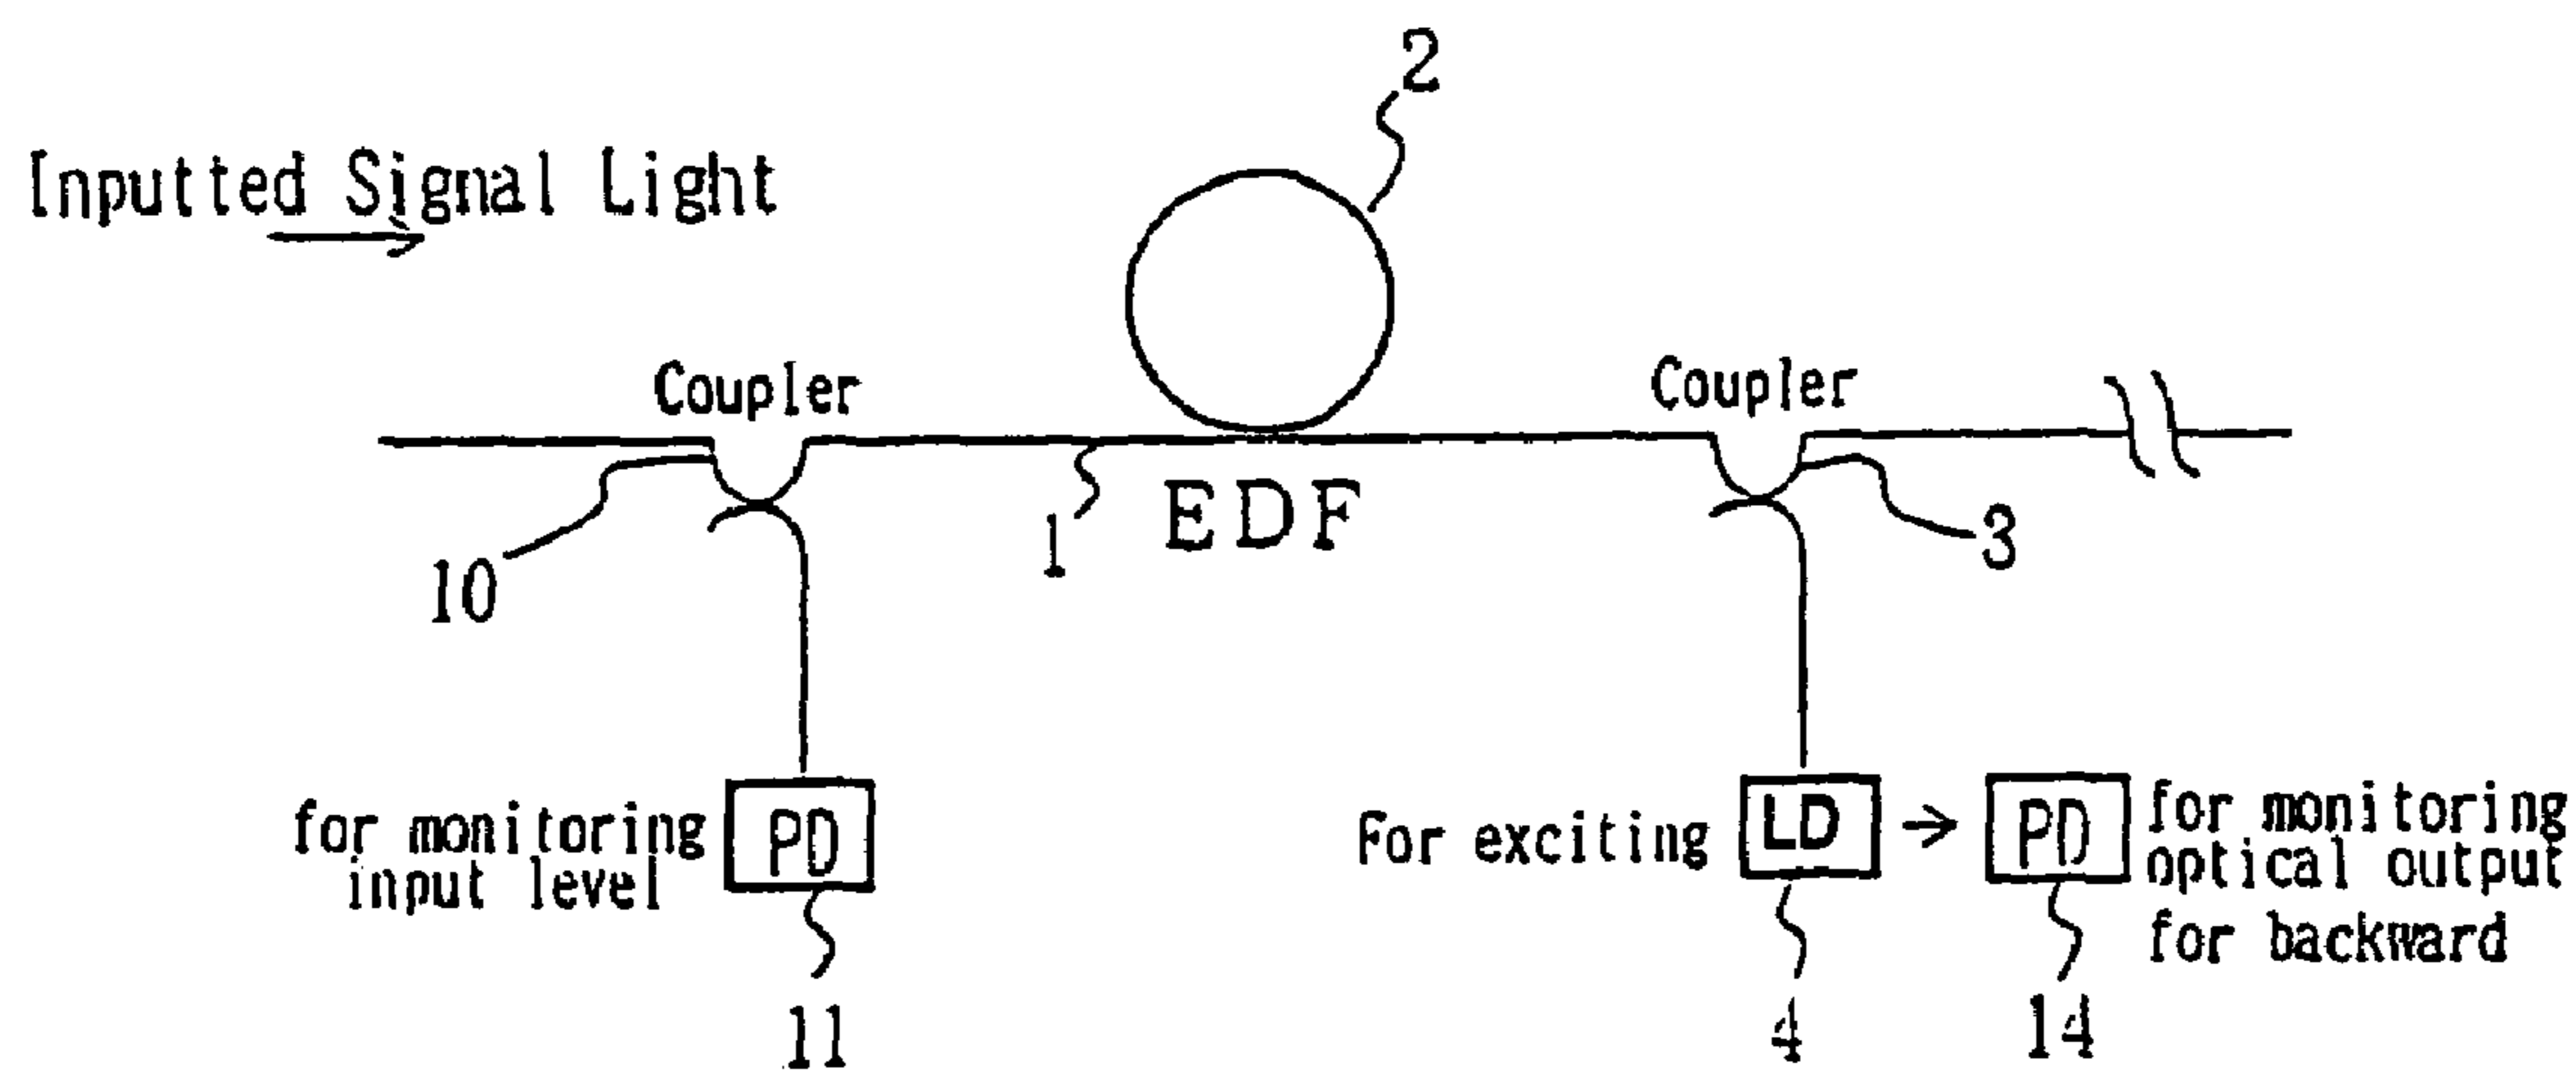 2
Inputted Signal Light
Coupler
Coupler
10
1
EDF
3
for monitoring
input level
PD
For exciting
LD
PD
for monitoring
optical output
for backward
11
4
14